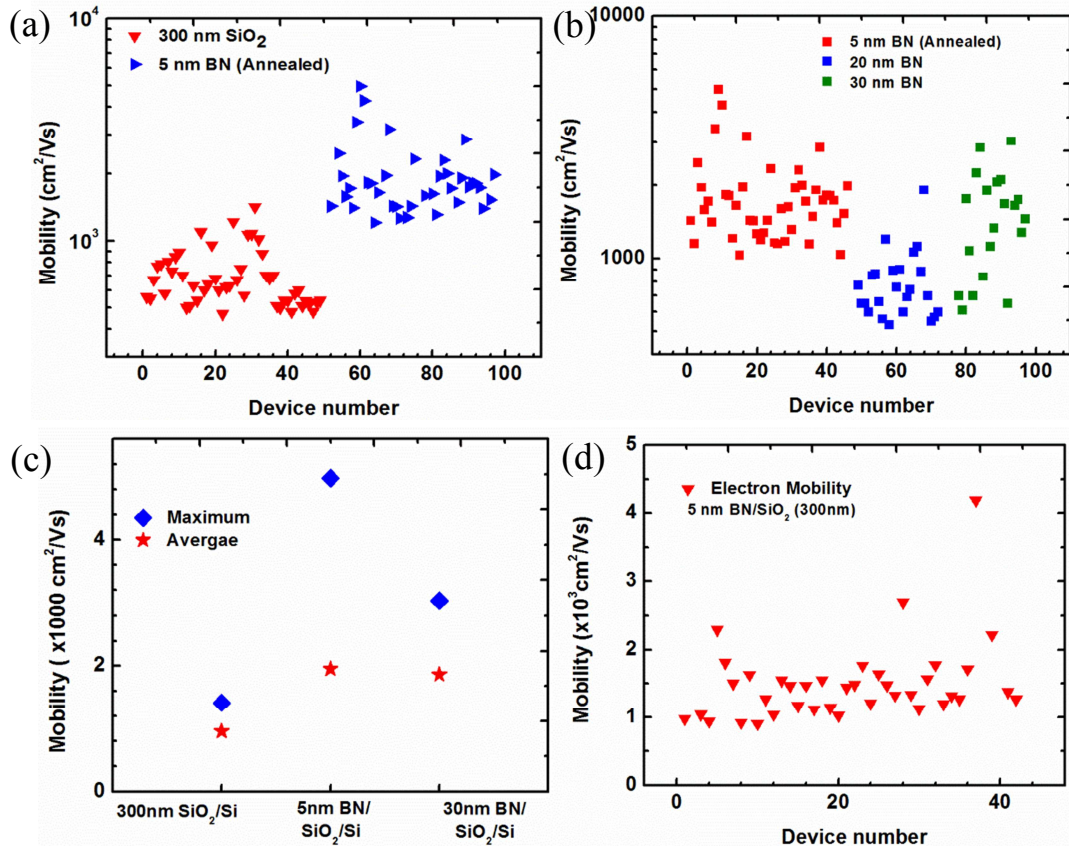 (a)
10⁴
300 nm SiO₂
5 nm BN (Annealed)
10³
Mobility (cm²/Vs)
0 20 40 60 80 100
Device number
(b)
10000
5 nm BN (Annealed)
20 nm BN
30 nm BN
1000
Mobility (cm²/Vs)
0 20 40 60 80 100
Device number
(c)
Maximum
Avergae
4
2
0
Mobility ( x1000 cm²/Vs)
300nm SiO₂/Si
5nm BN/
SiO₂/Si
30nm BN/
SiO₂/Si
(d)
5
4
3
2
1
0
Electron Mobility
5 nm BN/SiO₂ (300nm)
Mobility (x10³cm²/Vs)
0 20 40
Device number